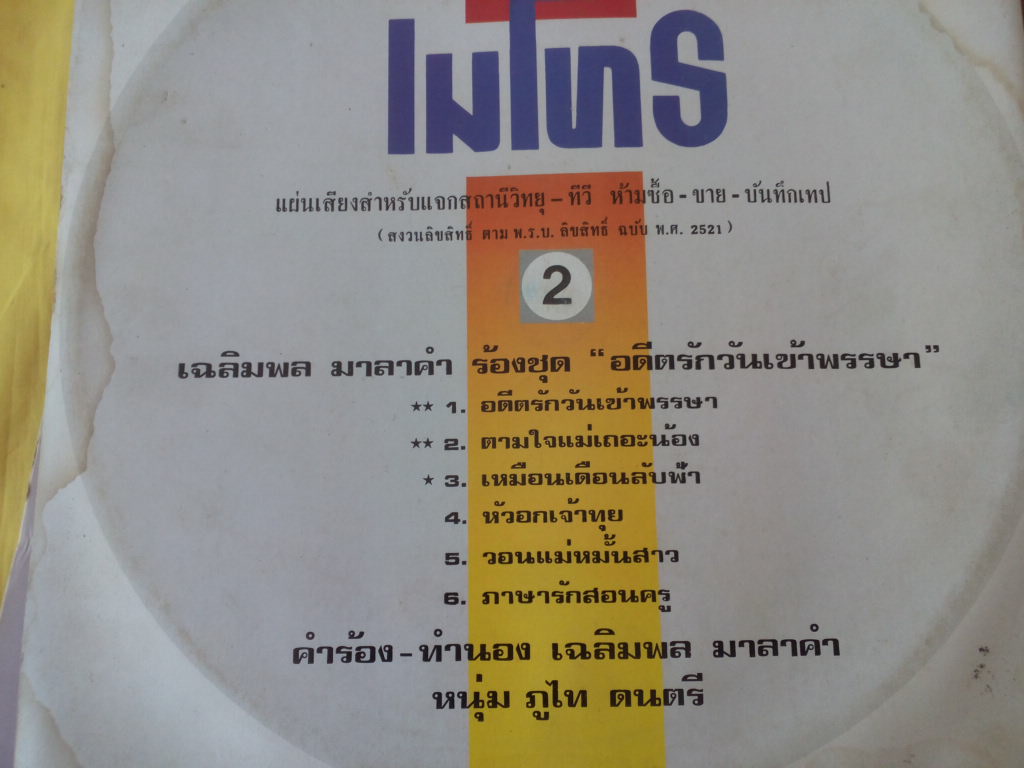 เมโทร
แผ่นเสียงสำหรับแจกสถานีวิทยุ – ทีวี ห้ามซื้อ - ขาย - บันทึกเทป
( สงวนลิขสิทธิ์ ตาม พ.ร.บ. ลิขสิทธิ์ ฉบับ พ.ศ. 2521 )
2
เฉลิมพล มาลาคำ ร้องชุด “อดีตรักวันเข้าพรรษา”
★★ 1. อดีตรักวันเข้าพรรษา
★★ 2. ตามใจแม่เถอะน้อง
★ 3. เหมือนเดือนลับฟ้า
4. หัวอกเจ้าทุย
5. วอนแม่หมั้นสาว
6. ภาษารักสอนครู
คำร้อง - ทำนอง เฉลิมพล มาลาคำ
หนุ่ม ภูไท ดนตรี